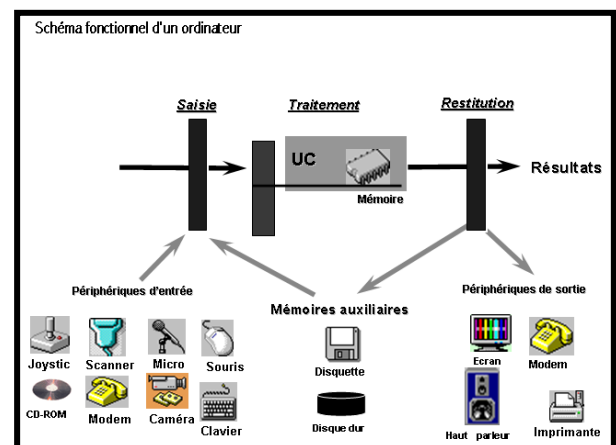 Schéma fonctionnel d'un ordinateur
Saisie
Traitement
Restitution
UC
Mémoire
Résultats
Périphériques d'entrée
Mémoires auxiliaires
Périphériques de sortie
Joystic
Scanner
Micro
Souris
Disquette
Ecran
Modem
CD-ROM
Modem
Caméra
Clavier
Disque dur
Haut parleur
Imprimante